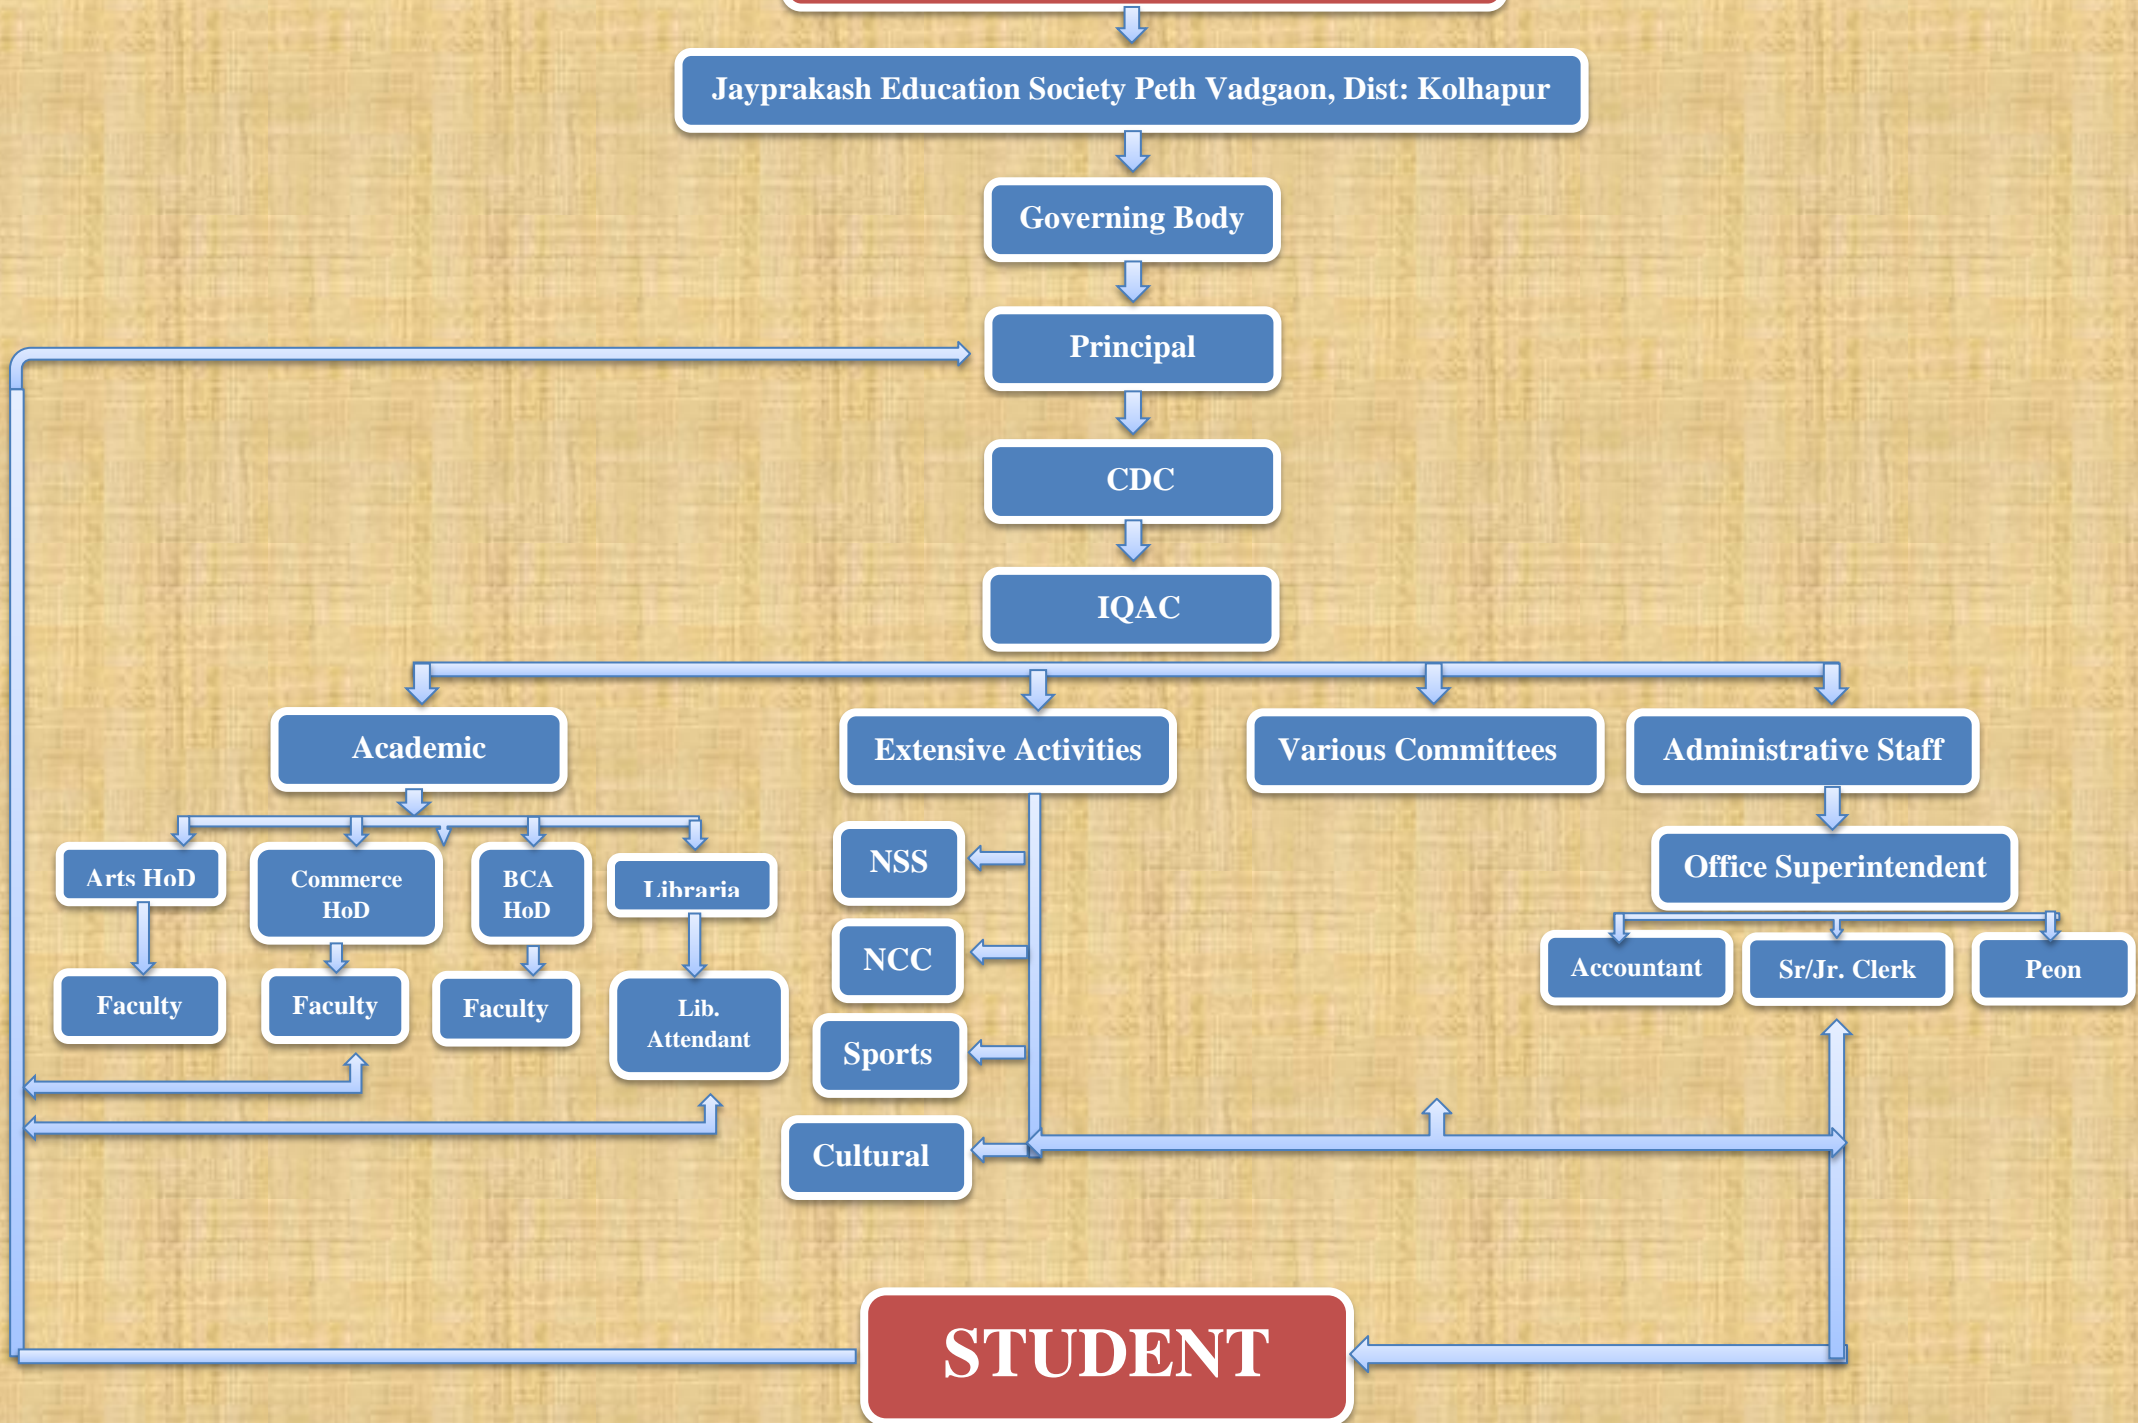 Jayprakash Education Society Peth Vadgaon, Dist: Kolhapur
Governing Body
Principal
CDC
IQAC
Academic
Extensive Activities
Various Committees
Administrative Staff
Arts HoD
Commerce
HoD
BCA
HoD
Libraria
NSS
Office Superintendent
Faculty
Faculty
Faculty
Lib.
Attendant
NCC
Accountant
Sr/Jr. Clerk
Peon
Sports
Cultural
STUDENT